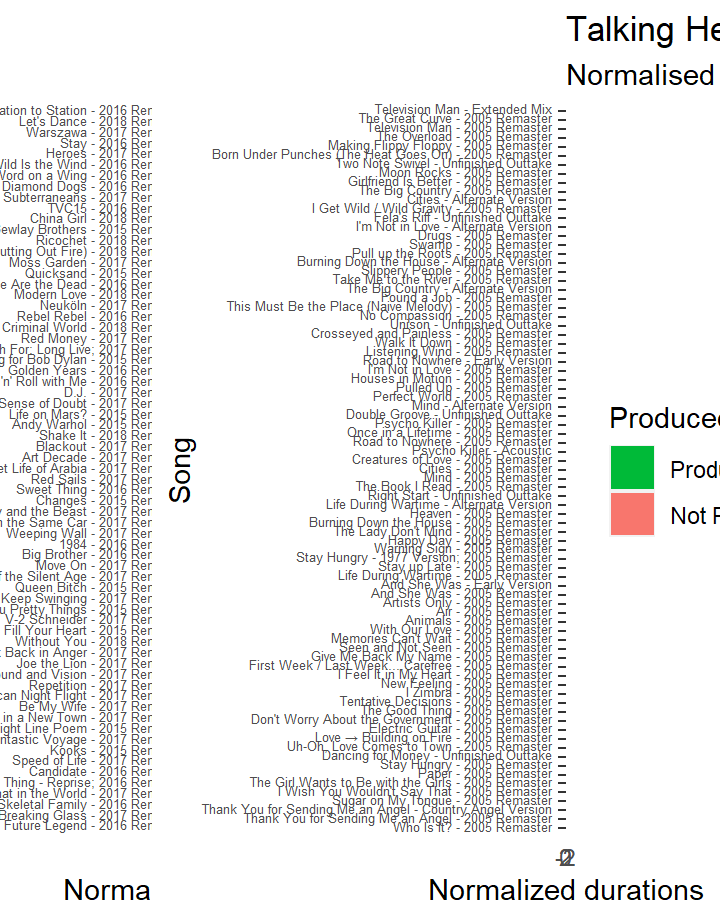 Talking He
Normalised
ation to Station - 2016 Rer
Let's Dance - 2018 Rer
Warszawa - 2017 Rer
Stay - 2016 Rer
Heroes - 2017 Rer
Wild Is the Wind - 2016 Rer
Word on a Wing - 2016 Rer
Diamond Dogs - 2016 Rer
Subterraneans - 2017 Rer
TVC15 - 2016 Rer
China Girl - 2018 Rer
ewlay Brothers - 2015 Rer
Ricochet - 2018 Rer
utting Out Fire) - 2018 Rer
Moss Garden - 2017 Rer
Quicksand - 2015 Rer
e Are the Dead - 2016 Rer
Modern Love - 2018 Rer
Neuköln - 2017 Rer
Rebel Rebel - 2016 Rer
Criminal World - 2018 Rer
Red Money - 2017 Rer
h For; Long Live; 2017 Rer
g for Bob Dylan - 2015 Rer
Golden Years - 2016 Rer
'n' Roll with Me - 2016 Rer
D.J. - 2017 Rer
Sense of Doubt - 2017 Rer
Life on Mars? - 2015 Rer
Andy Warhol - 2015 Rer
Shake It - 2018 Rer
Blackout - 2017 Rer
Art Decade - 2017 Rer
et Life of Arabia - 2017 Rer
Red Sails - 2017 Rer
Sweet Thing - 2016 Rer
Changes - 2015 Rer
y and the Beast - 2017 Rer
n the Same Car - 2017 Rer
Weeping Wall - 2017 Rer
1984 - 2016 Rer
Big Brother - 2016 Rer
Move On - 2017 Rer
f the Silent Age - 2017 Rer
Queen Bitch - 2015 Rer
Keep Swinging - 2017 Rer
u Pretty Things - 2015 Rer
V-2 Schneider - 2017 Rer
Fill Your Heart - 2015 Rer
Without You - 2018 Rer
Back in Anger - 2017 Rer
Joe the Lion - 2017 Rer
ound and Vision - 2017 Rer
Repetition - 2017 Rer
can Night Flight - 2017 Rer
Be My Wife - 2017 Rer
in a New Town - 2017 Rer
ight Line Poem - 2015 Rer
ntastic Voyage - 2017 Rer
Kooks - 2015 Rer
Speed of Life - 2017 Rer
Candidate - 2016 Rer
Thing - Reprise; 2016 Rer
hat in the World - 2017 Rer
Skeletal Family - 2016 Rer
Breaking Glass - 2017 Rer
Future Legend - 2016 Rer
Norma
Song
Television Man - Extended Mix
The Great Curve - 2005 Remaster
Television Man - 2005 Remaster
The Overload - 2005 Remaster
Making Flippy Floppy - 2005 Remaster
Born Under Punches (The Heat Goes On) - 2005 Remaster
Two Note Swivel - Unfinished Outtake
Moon Rocks - 2005 Remaster
Girlfriend Is Better - 2005 Remaster
The Big Country - 2005 Remaster
Cities - Alternate Version
I Get Wild / Wild Gravity - 2005 Remaster
Fela's Riff - Unfinished Outtake
I'm Not in Love - Alternate Version
Drugs - 2005 Remaster
Swamp - 2005 Remaster
Pull up the Roots - 2005 Remaster
Burning Down the House - Alternate Version
Slippery People - 2005 Remaster
Take Me to the River - 2005 Remaster
The Big Country - Alternate Version
Found a Job - 2005 Remaster
This Must Be the Place (Naive Melody) - 2005 Remaster
No Compassion - 2005 Remaster
Unison - Unfinished Outtake
Crosseyed and Painless - 2005 Remaster
Walk It Down - 2005 Remaster
Listening Wind - 2005 Remaster
Road to Nowhere - Early Version
I'm Not in Love - 2005 Remaster
Houses in Motion - 2005 Remaster
Pulled Up - 2005 Remaster
Perfect World - 2005 Remaster
Mind - Alternate Version
Double Groove - Unfinished Outtake
Psycho Killer - 2005 Remaster
Once in a Lifetime - 2005 Remaster
Road to Nowhere - 2005 Remaster
Psycho Killer - Acoustic
Creatures of Love - 2005 Remaster
Cities - 2005 Remaster
Mind - 2005 Remaster
The Book I Read - 2005 Remaster
Right Start - Unfinished Outtake
Life During Wartime - Alternate Version
Heaven - 2005 Remaster
Burning Down the House - 2005 Remaster
The Lady Don't Mind - 2005 Remaster
Happy Day - 2005 Remaster
Warning Sign - 2005 Remaster
Stay Hungry - 1977 Version; 2005 Remaster
Stay up Late - 2005 Remaster
Life During Wartime - 2005 Remaster
And She Was - Early Version
And She Was - 2005 Remaster
Artists Only - 2005 Remaster
Air - 2005 Remaster
Animals - 2005 Remaster
With Our Love - 2005 Remaster
Memories Can't Wait - 2005 Remaster
Seen and Not Seen - 2005 Remaster
Give Me Back My Name - 2005 Remaster
First Week / Last Week...Carefree - 2005 Remaster
I Feel It in My Heart - 2005 Remaster
New Feeling - 2005 Remaster
I Zimbra - 2005 Remaster
Tentative Decisions - 2005 Remaster
The Good Thing - 2005 Remaster
Don't Worry About the Government - 2005 Remaster
Electric Guitar - 2005 Remaster
Love → Building on Fire - 2005 Remaster
Uh-Oh, Love Comes to Town - 2005 Remaster
Dancing for Money - Unfinished Outtake
Stay Hungry - 2005 Remaster
Paper - 2005 Remaster
The Girl Wants to Be with the Girls - 2005 Remaster
I Wish You Wouldn't Say That - 2005 Remaster
Sugar on My Tongue - 2005 Remaster
Thank You for Sending Me an Angel - Country Angel Version
Thank You for Sending Me an Angel - 2005 Remaster
Who Is It? - 2005 Remaster
Normalized durations
Produced
Produ
Not P